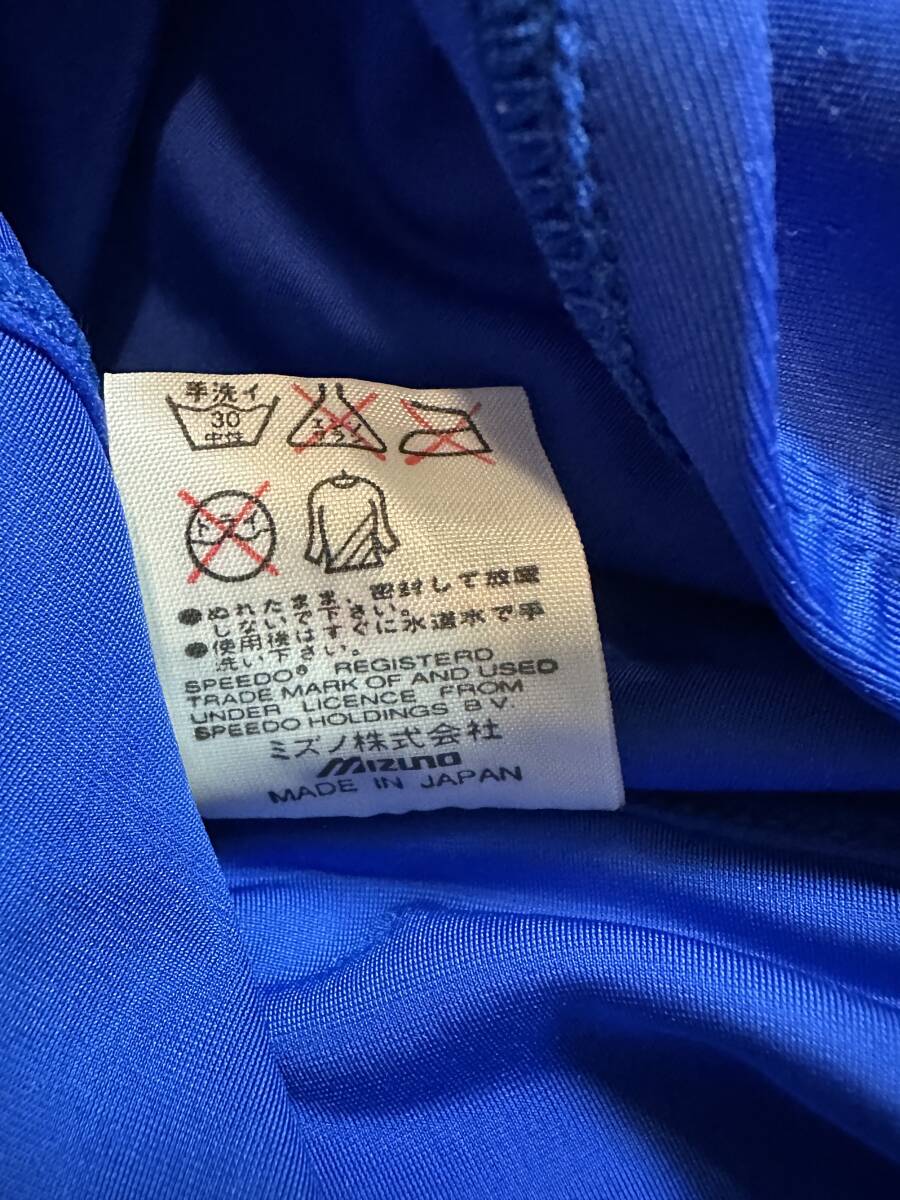 手洗イ
30
中性
エンソ
サラシ
ドライ
●ぬれたまま、密封して放置
しないで下さい。
●使用後はすぐに水道水で手
洗い下さい。
SPEEDO® REGISTERD
TRADE MARK OF AND USED
UNDER LICENCE FROM
SPEEDO HOLDINGS B.V.
ミズノ株式会社
MIZUNO
MADE IN JAPAN